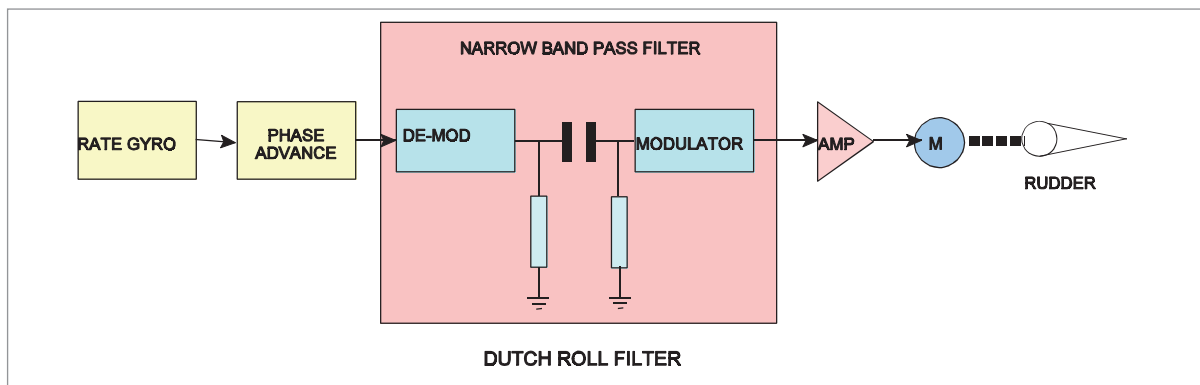 NARROW BAND PASS FILTER
RATE GYRO
PHASE
ADVANCE
DE-MOD
MODULATOR
AMP
M
RUDDER
DUTCH ROLL FILTER